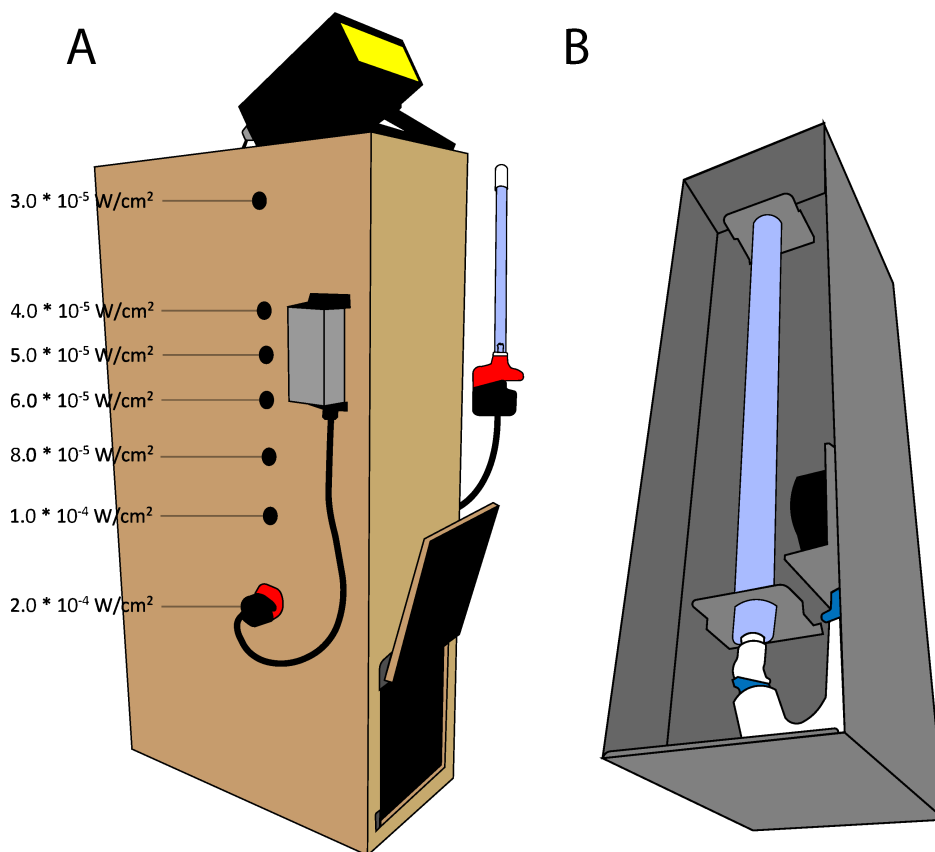 A
B
3.0 * 10⁻⁵ W/cm²
4.0 * 10⁻⁵ W/cm²
5.0 * 10⁻⁵ W/cm²
6.0 * 10⁻⁵ W/cm²
8.0 * 10⁻⁵ W/cm²
1.0 * 10⁻⁴ W/cm²
2.0 * 10⁻⁴ W/cm²